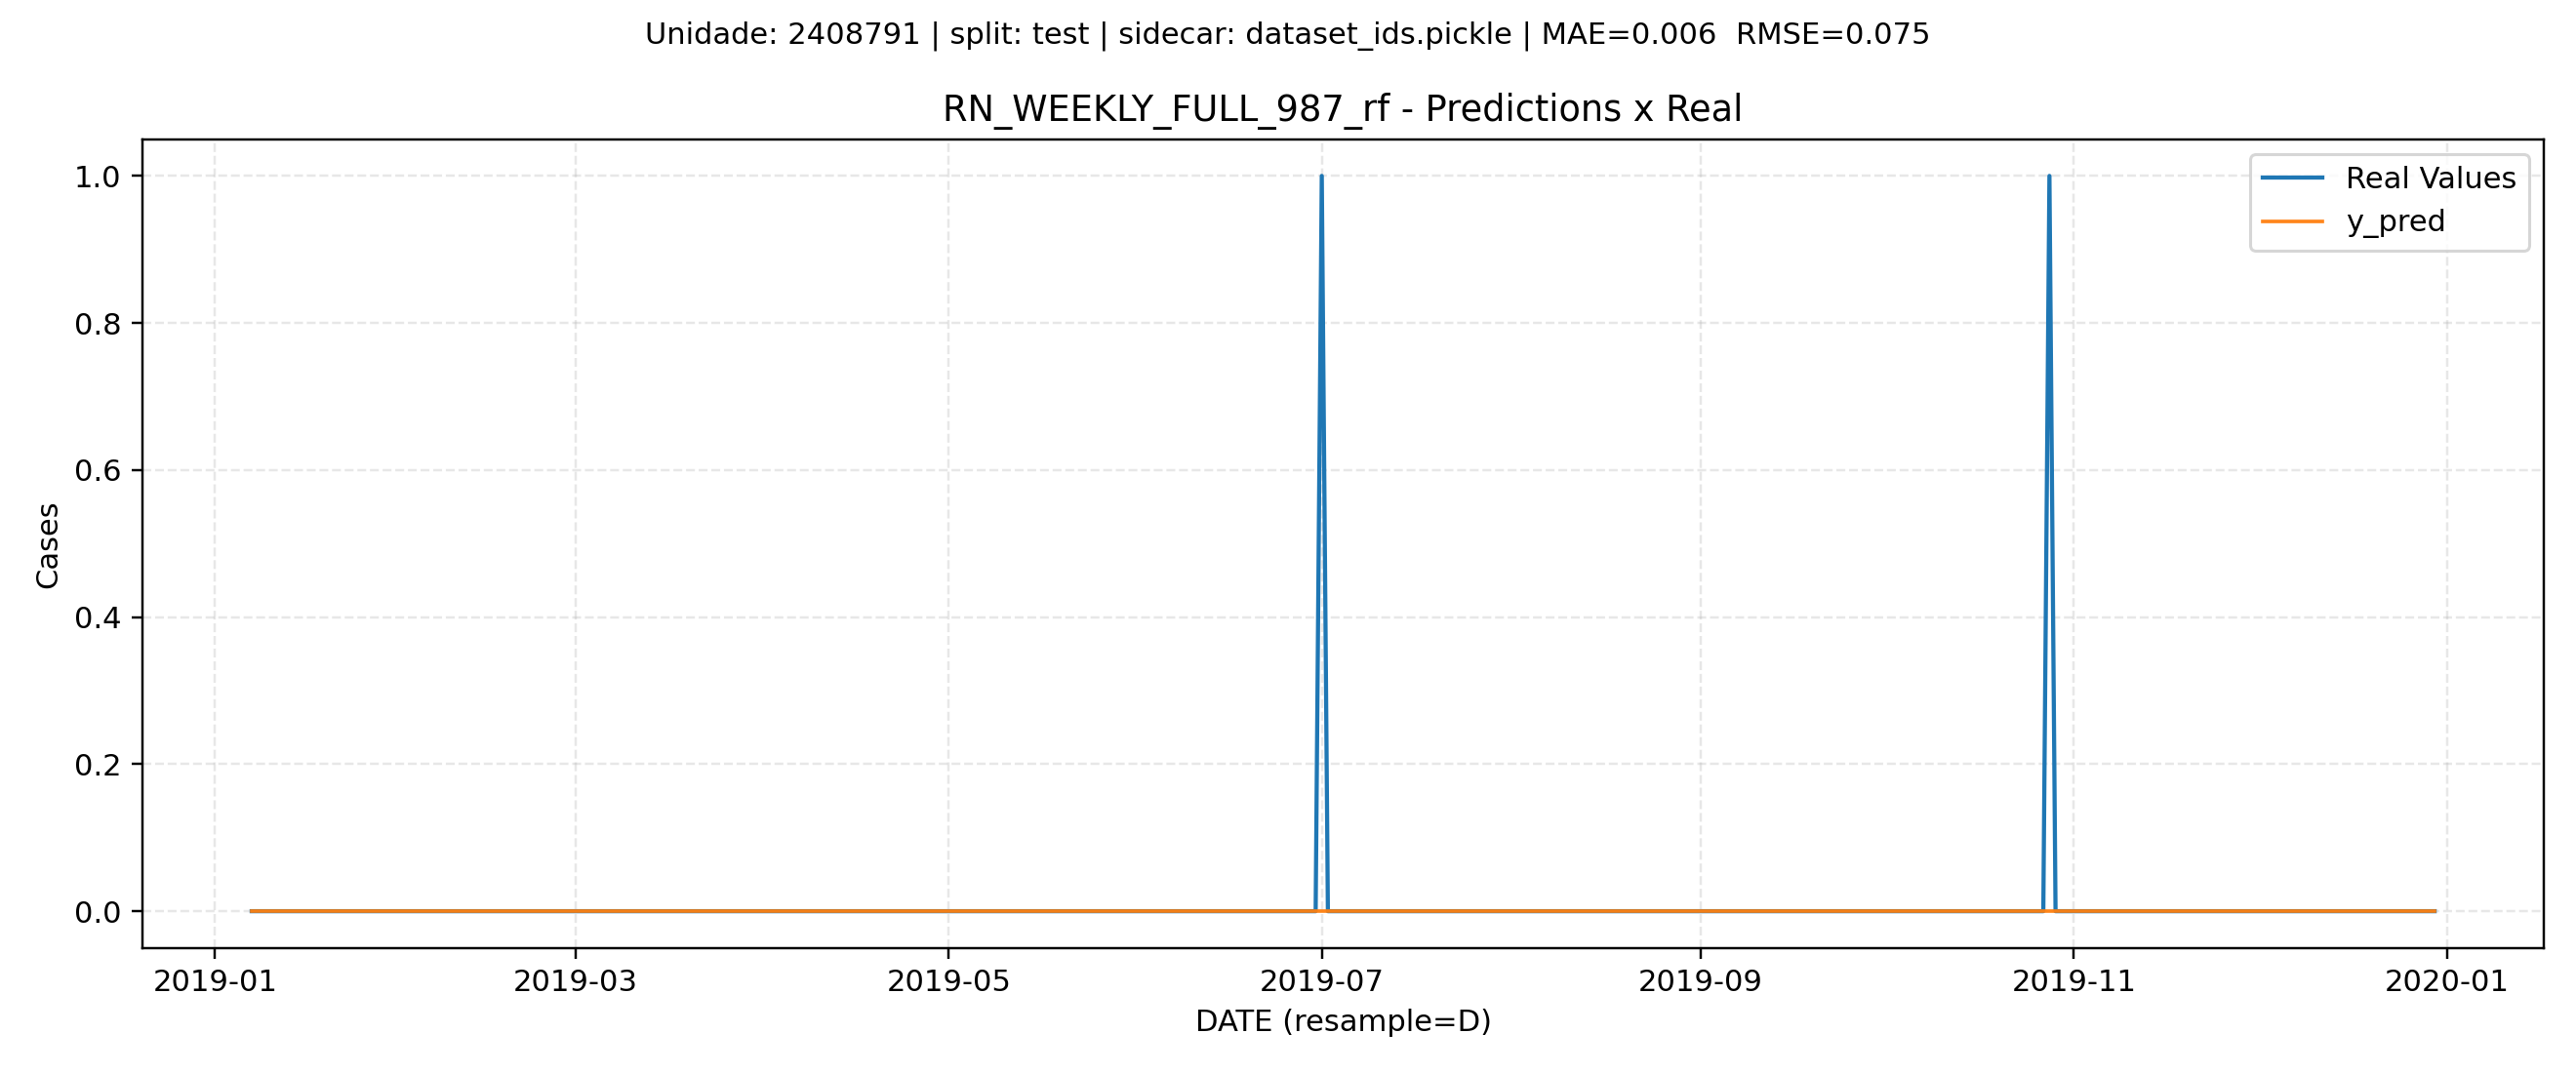 Unidade: 2408791 | split: test | sidecar: dataset_ids.pickle | MAE=0.006  RMSE=0.075
RN_WEEKLY_FULL_987_rf - Predictions x Real
Real Values
y_pred
1.0
0.8
0.6
0.4
0.2
0.0
Cases
2019-01
2019-03
2019-05
2019-07
2019-09
2019-11
2020-01
DATE (resample=D)